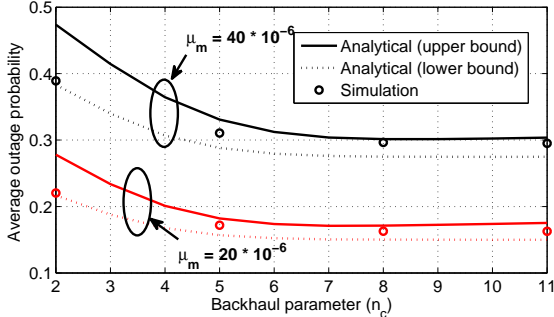 Average outage probability
0.5
0.4
0.3
0.2
0.1
μm = 40 * 10^-6
Analytical (upper bound)
Analytical (lower bound)
Simulation
μm = 20 * 10^-6
2 3 4 5 6 7 8 9 10 11
Backhaul parameter (nc)